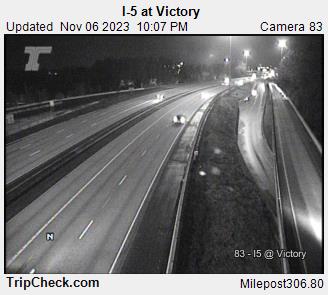 I-5 at Victory
Updated Nov 06 2023 10:07 PM Camera 83
T
N
83 - I5 @ Victory
TripCheck.com Milepost306.80